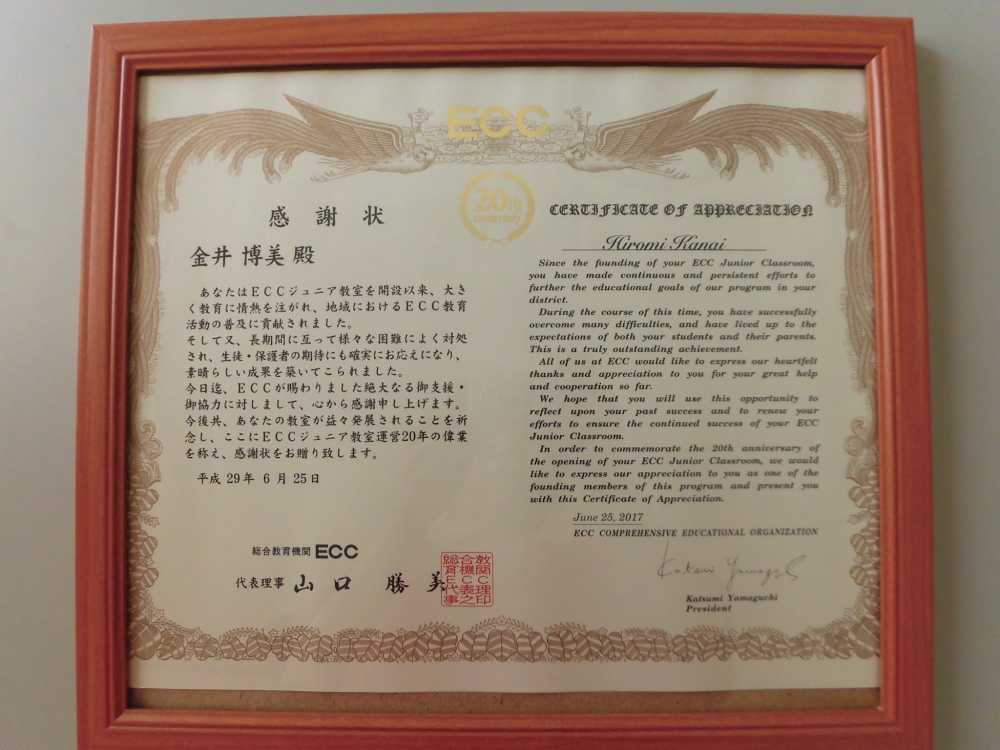 ECC
20th
anniversary
感謝状
金井 博美 殿
あなたはECCジュニア教室を開設以来、大き
く教育に情熱を注がれ、地域におけるECC教育
活動の普及に貢献されました。
そして又、長期間に亙って様々な困難によく対処
され、生徒・保護者の期待にも確実にお応えになり、
素晴らしい成果を築いてこられました。
今日迄、ECCが賜わりました絶大なる御支援・
御協力に対しまして、心から感謝申し上げます。
今後共、あなたの教室が益々発展されることを祈
念し、ここにECCジュニア教室運営20年の偉業
を称え、感謝状をお贈り致します。
平成 29年 6月 25日
総合教育機関 ECC
代表理事 山口 勝美
総合教
育機関
ECC
代表理
事之印
CERTIFICATE OF APPRECIATION
Hiromi Kanai
Since the founding of your ECC Junior Classroom,
you have made continuous and persistent efforts to
further the educational goals of our program in your
district.
During the course of this time, you have successfully
overcome many difficulties, and have lived up to the
expectations of both your students and their parents.
This is a truly outstanding achievement.
All of us at ECC would like to express our heartfelt
thanks and appreciation to you for your great help
and cooperation so far.
We hope that you will use this opportunity to
reflect upon your past success and to renew your
efforts to ensure the continued success of your ECC
Junior Classroom.
In order to commemorate the 20th anniversary of
the opening of your ECC Junior Classroom, we would
like to express our appreciation to you as one of the
founding members of this program and present you
with this Certificate of Appreciation.
June 25, 2017
ECC COMPREHENSIVE EDUCATIONAL ORGANIZATION
Katsumi Yamaguchi
Katsumi Yamaguchi
President